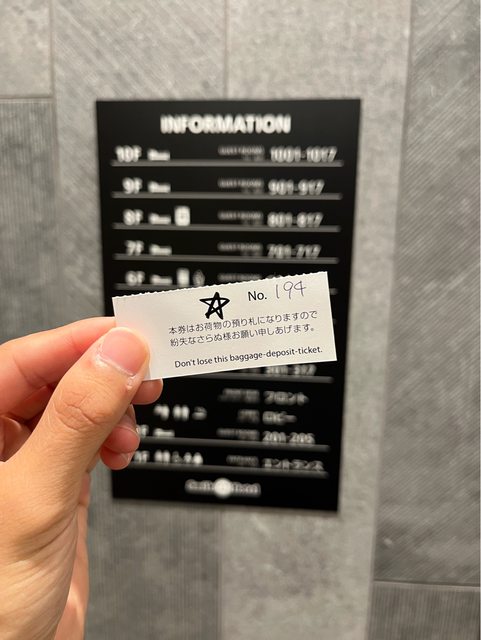 INFORMATION
10F 1001-1017
9F 901-917
8F 801-817
7F 701-717
6F
No. 194
本券はお荷物の預り札になりますので
紛失なさらぬ様お願い申しあげます。
Don't lose this baggage-deposit-ticket.
フロント
ロビー
201-205
エントランス